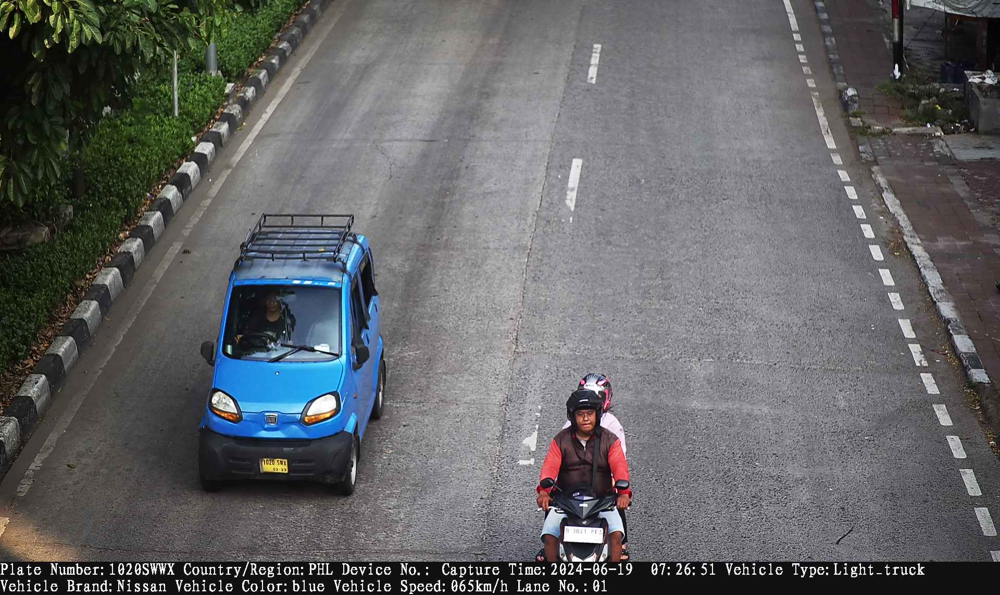 1020 SWX
03·23
B 3041 PFA
Plate Number:1020SWWX Country/Region:PHL Device No.: Capture Time:2024-06-19 07:26:51 Vehicle Type:Light_truck
Vehicle Brand:Nissan Vehicle Color:blue Vehicle Speed:065km/h Lane No.:01